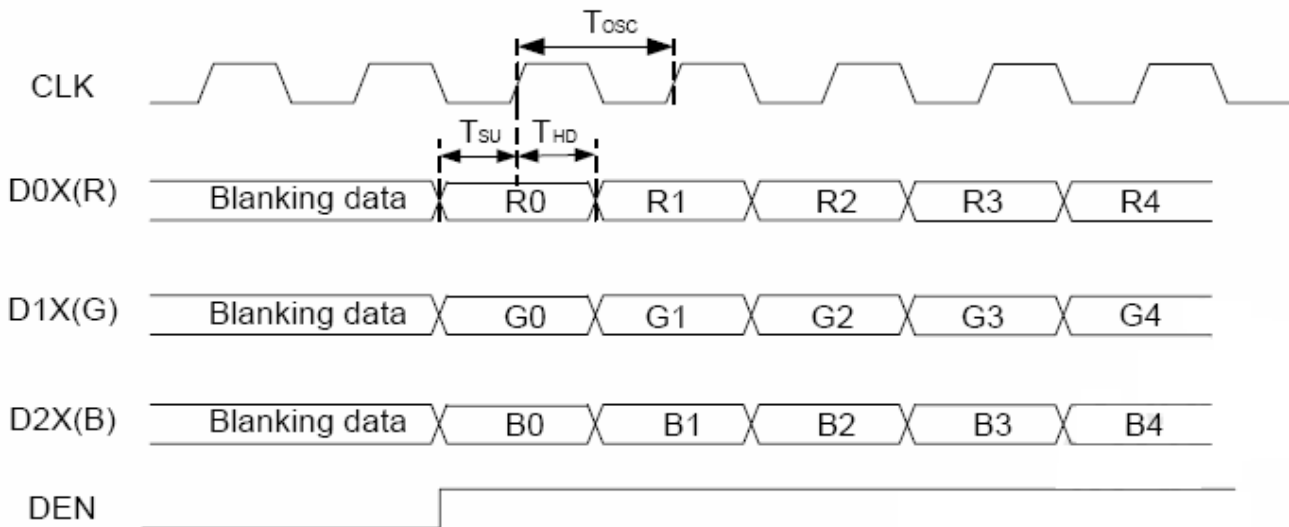 Tosc
CLK
TSU THD
D0X(R) Blanking data R0 R1 R2 R3 R4
D1X(G) Blanking data G0 G1 G2 G3 G4
D2X(B) Blanking data B0 B1 B2 B3 B4
DEN